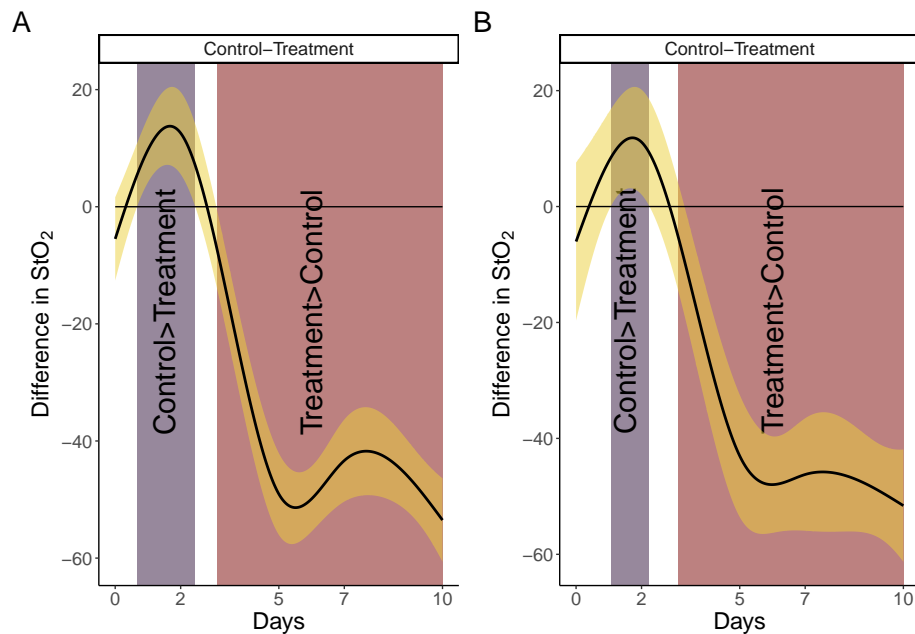 A
Control−Treatment
20
0
−20
−40
−60
Difference in StO₂
Control>Treatment
Treatment>Control
0
2
5
7
10
Days
B
Control−Treatment
20
0
−20
−40
−60
Difference in StO₂
Control>Treatment
Treatment>Control
0
2
5
7
10
Days